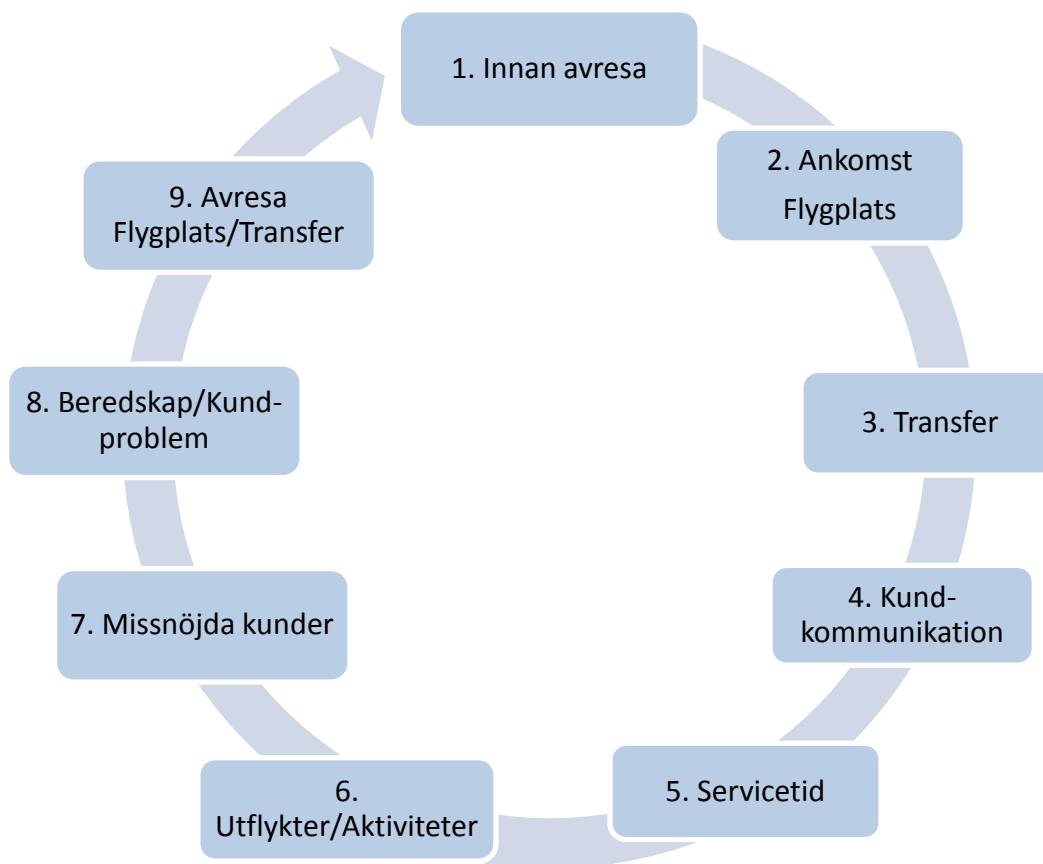 1. Innan avresa
2. Ankomst
Flygplats
3. Transfer
4. Kund-
kommunikation
5. Servicetid
6.
Utflykter/Aktiviteter
7. Missnöjda kunder
8. Beredskap/Kund-
problem
9. Avresa
Flygplats/Transfer